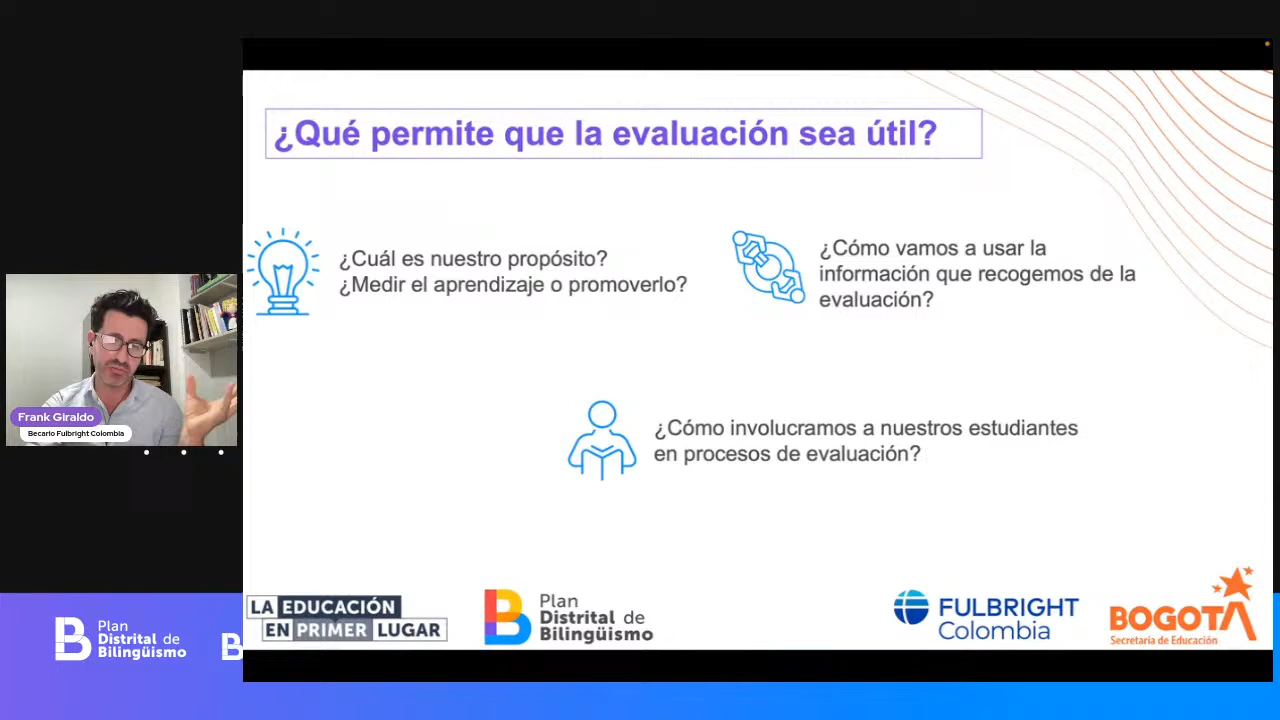 ¿Qué permite que la evaluación sea útil?
¿Cuál es nuestro propósito?
¿Medir el aprendizaje o promoverlo?
¿Cómo vamos a usar la
información que recogemos de la
evaluación?
¿Cómo involucramos a nuestros estudiantes
en procesos de evaluación?
Frank Giraldo
Becario Fulbright Colombia
LA EDUCACIÓN
EN PRIMER LUGAR
B Plan
Distrital de
Bilingüismo
FULBRIGHT
Colombia
BOGOTÁ
Secretaría de Educación
B Plan
Distrital de
Bilingüismo
B